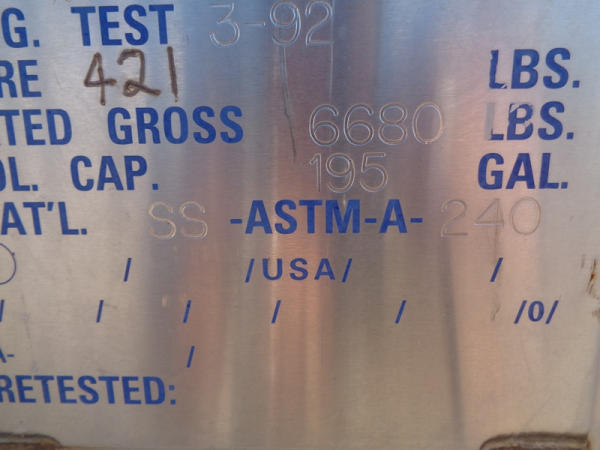 G. TEST 3-92
RE 421 LBS.
TED GROSS 6680 LBS.
OL. CAP. 195 GAL.
AT'L. SS -ASTM-A- 240
/ /USA/ /
/ / / / / /0/
A- /
RETESTED: